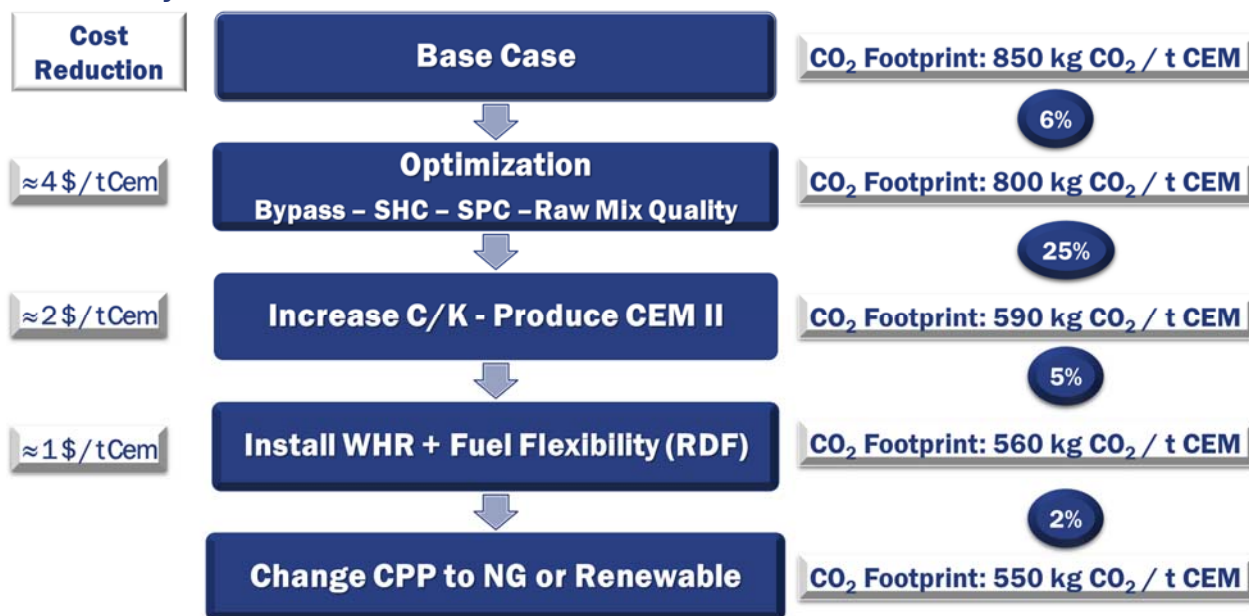 Cost
Reduction
Base Case
CO₂ Footprint: 850 kg CO₂ / t CEM
6%
≈4$/tCem
Optimization
Bypass – SHC – SPC –Raw Mix Quality
CO₂ Footprint: 800 kg CO₂ / t CEM
25%
≈2$/tCem
Increase C/K - Produce CEM II
CO₂ Footprint: 590 kg CO₂ / t CEM
5%
≈1$/tCem
Install WHR + Fuel Flexibility (RDF)
CO₂ Footprint: 560 kg CO₂ / t CEM
2%
Change CPP to NG or Renewable
CO₂ Footprint: 550 kg CO₂ / t CEM